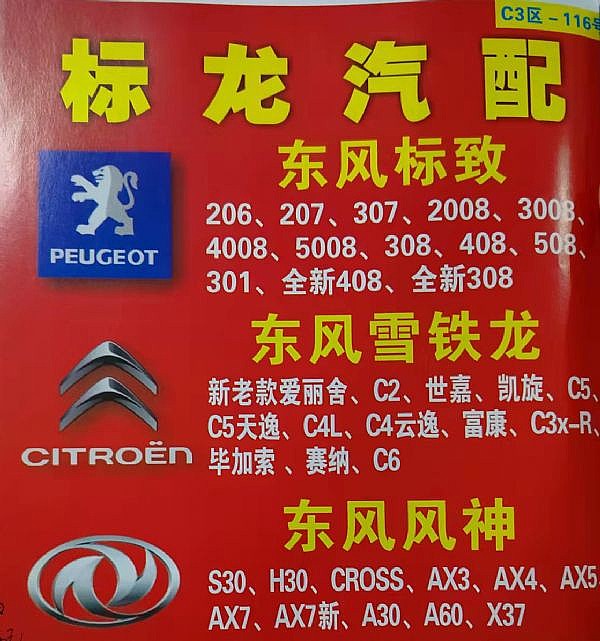 C3区-116号
标龙汽配
东风标致
PEUGEOT
206、207、307、2008、3008、
4008、5008、308、408、508、
301、全新408、全新308
东风雪铁龙
CITROËN
新老款爱丽舍、C2、世嘉、凯旋、C5、
C5天逸、C4L、C4云逸、富康、C3x-R、
毕加索、赛纳、C6
东风风神
S30、H30、CROSS、AX3、AX4、AX5、
AX7、AX7新、A30、A60、X37